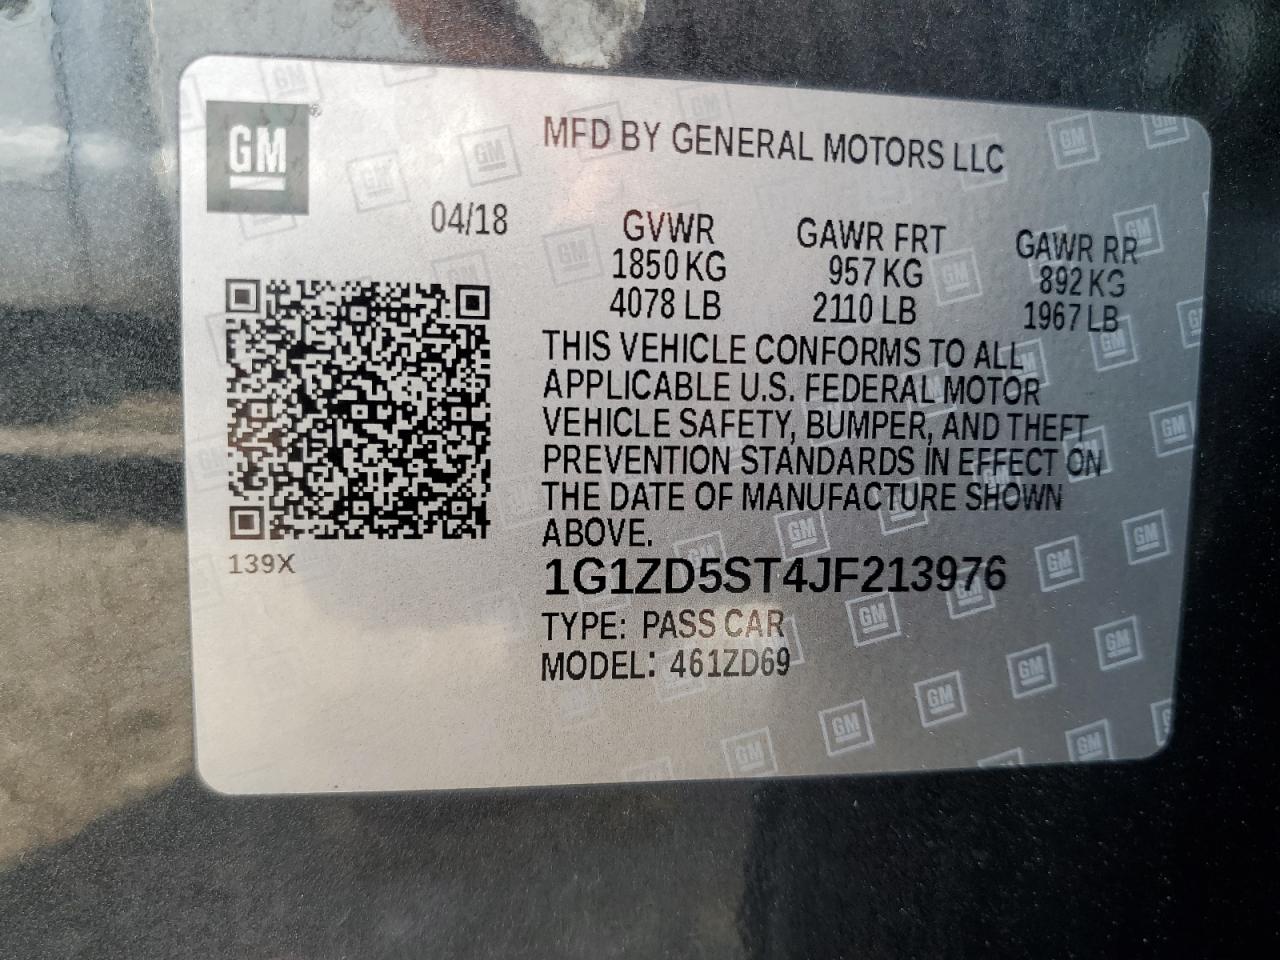 GM
MFD BY GENERAL MOTORS LLC
04/18
GVWR GAWR FRT GAWR RR
1850 KG 957 KG 892 KG
4078 LB 2110 LB 1967 LB
THIS VEHICLE CONFORMS TO ALL
APPLICABLE U.S. FEDERAL MOTOR
VEHICLE SAFETY, BUMPER, AND THEFT
PREVENTION STANDARDS IN EFFECT ON
THE DATE OF MANUFACTURE SHOWN
ABOVE.
139X
1G1ZD5ST4JF213976
TYPE: PASS CAR
MODEL: 461ZD69